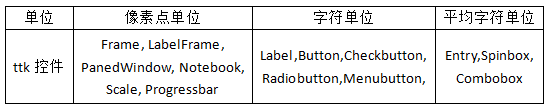 单位 像素点单位 字符单位 平均字符单位
ttk 控件
Frame, LabelFrame,
PanedWindow, Notebook,
Scale, Progressbar
Label,Button,Checkbutton,
Radiobutton,Menubutton,
Entry,Spinbox,
Combobox